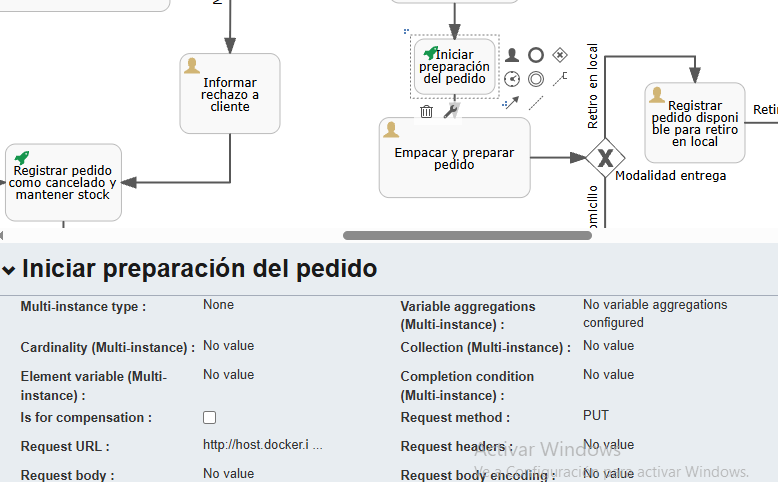 N
Informar
rechazo a
cliente
Registrar pedido
como cancelado y
mantener stock
Iniciar
preparación
del pedido
Empacar y preparar
pedido
Retiro en local
Modalidad entrega
omicilio
Registrar
pedido disponi
ble para retiro
en local
Reti
Iniciar preparación del pedido
Multi-instance type : None
Variable aggregations
(Multi-instance) :
No variable aggregations
configured
Cardinality (Multi-instance) : No value
Collection (Multi-instance) : No value
Element variable (Multi-
instance) :
No value
Completion condition
(Multi-instance) :
No value
Is for compensation :
Request method : PUT
Request URL : http://host.docker.i ...
Request headers : No value
Request body : No value
Request body encoding : No value
Activar Windows
Ve a Configuración para activar Windows.